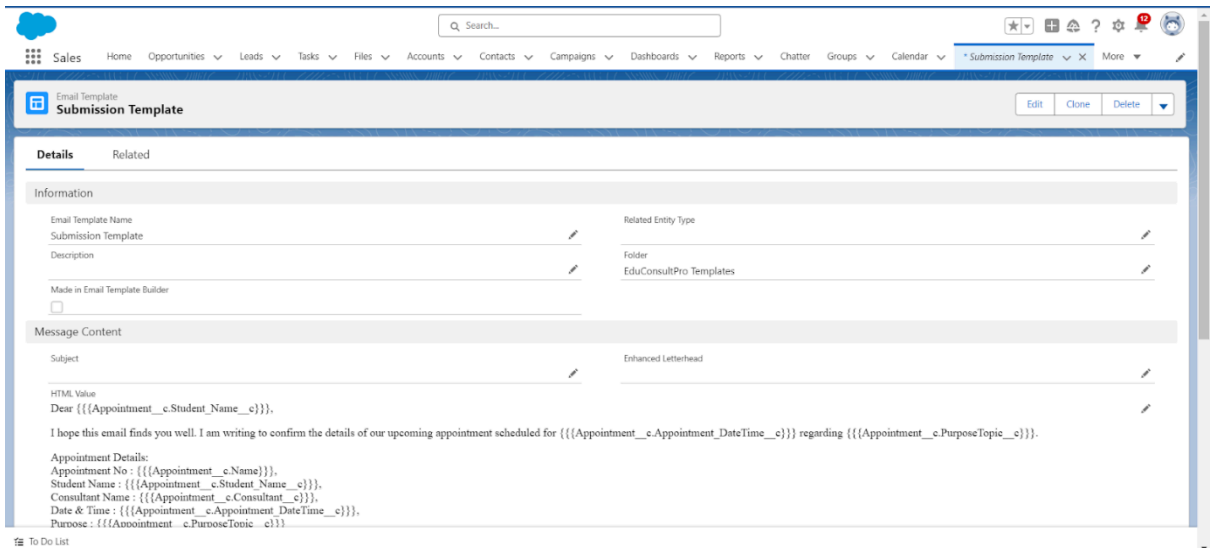 Search...
12
Sales Home Opportunities Leads Tasks Files Accounts Contacts Campaigns Dashboards Reports Chatter Groups Calendar * Submission Template More
Email Template
Submission Template
Edit Clone Delete
Details Related
Information
Email Template Name Related Entity Type
Submission Template
Description Folder
EduConsultPro Templates
Made in Email Template Builder
Message Content
Subject Enhanced Letterhead
HTML Value
Dear {{{Appointment__c.Student_Name__c}}},
I hope this email finds you well. I am writing to confirm the details of our upcoming appointment scheduled for {{{Appointment__c.Appointment_DateTime__c}}} regarding {{{Appointment__c.PurposeTopic__c}}}.
Appointment Details:
Appointment No : {{{Appointment__c.Name}}},
Student Name : {{{Appointment__c.Student_Name__c}}},
Consultant Name : {{{Appointment__c.Consultant__c}}},
Date & Time : {{{Appointment__c.Appointment_DateTime__c}}},
Purpose : {{{Appointment__c.PurposeTopic__c}}}
To Do List